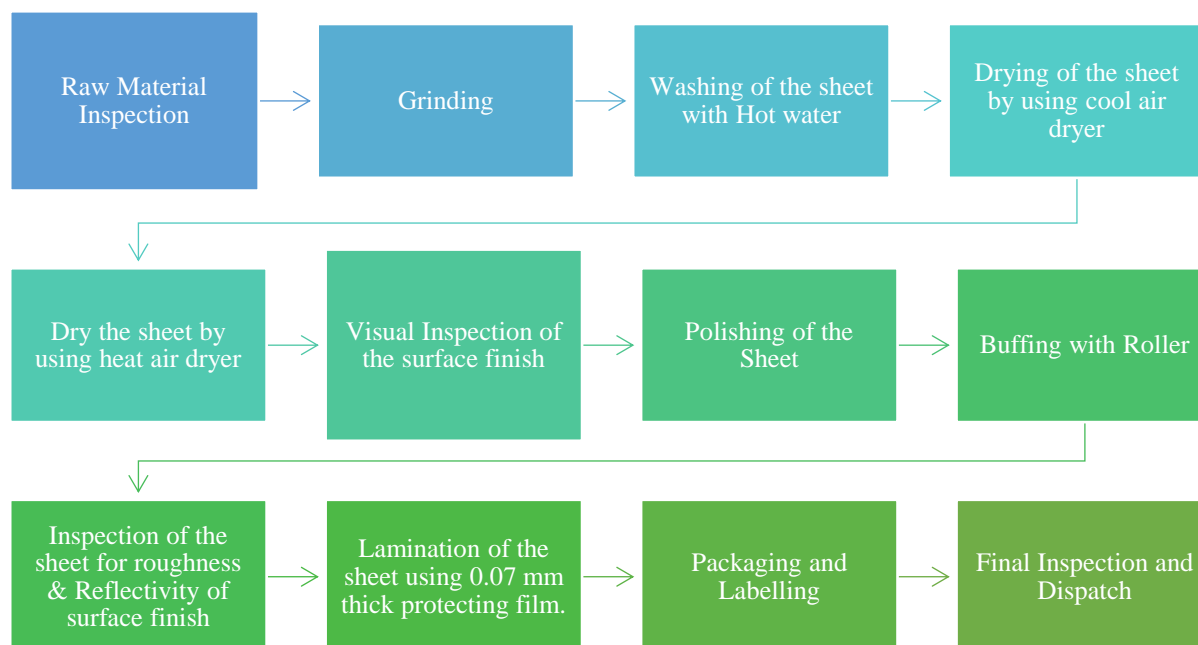 Raw Material
Inspection
Grinding
Washing of the sheet
with Hot water
Drying of the sheet
by using cool air
dryer
Dry the sheet by
using heat air dryer
Visual Inspection of
the surface finish
Polishing of the
Sheet
Buffing with Roller
Inspection of the
sheet for roughness
& Reflectivity of
surface finish
Lamination of the
sheet using 0.07 mm
thick protecting film.
Packaging and
Labelling
Final Inspection and
Dispatch